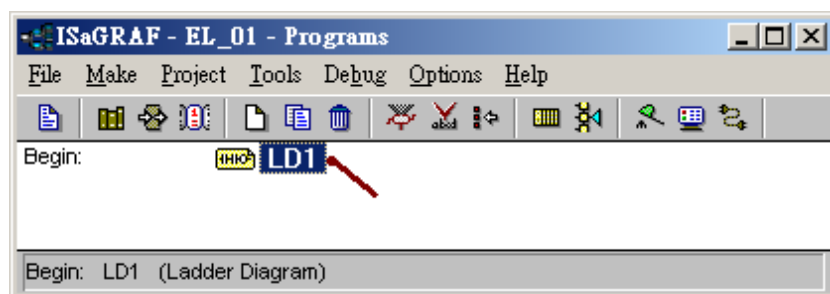 ISaGRAF - EL_01 - Programs
File Make Project Tools Debug Options Help
Begin: LD1
Begin: LD1 (Ladder Diagram)